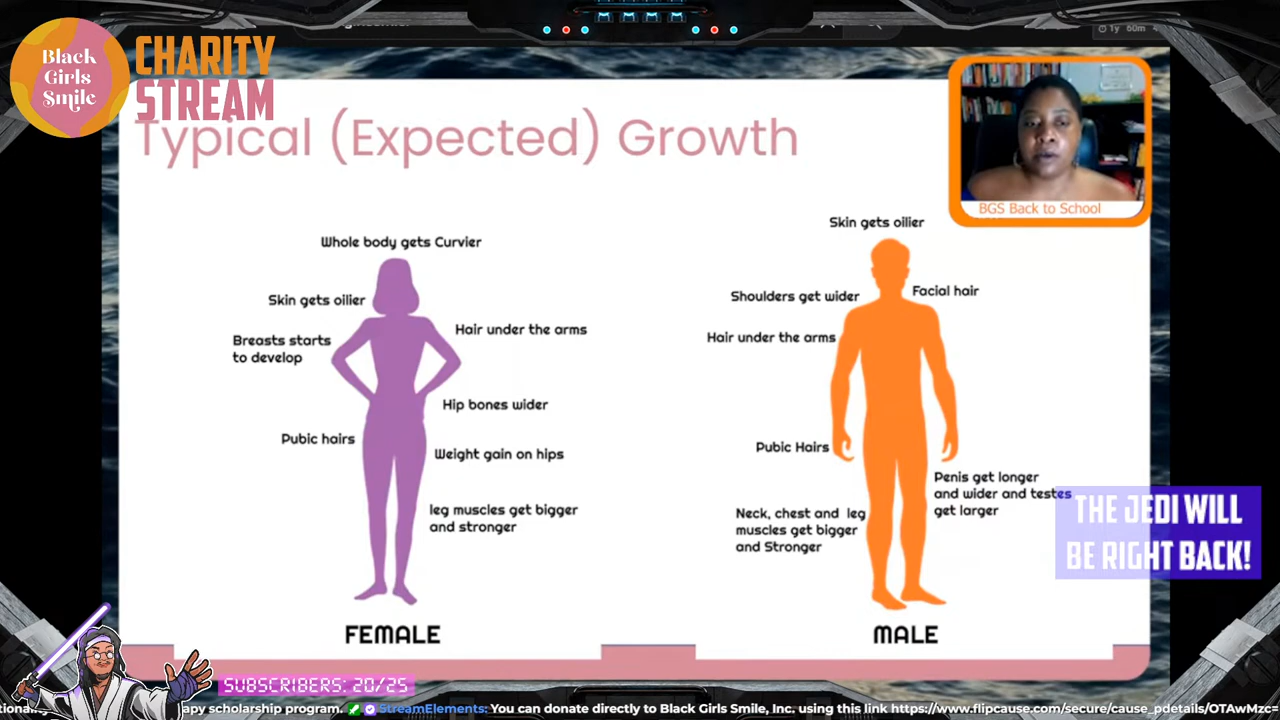 1y 60m
Black
Girls
Smile
CHARITY
STREAM
Typical (Expected) Growth
BGS Back to School
Whole body gets Curvier
Skin gets oilier
Breasts starts
to develop
Hair under the arms
Hip bones wider
Pubic hairs
Weight gain on hips
leg muscles get bigger
and stronger
FEMALE
Skin gets oilier
Shoulders get wider
Facial hair
Hair under the arms
Pubic Hairs
Penis get longer
and wider and testes
get larger
Neck, chest and leg
muscles get bigger
and Stronger
MALE
THE JEDI WILL
BE RIGHT BACK!
SUBSCRIBERS: 20/25
apy scholarship program. StreamElements: You can donate directly to Black Girls Smile, Inc. using this link https://www.flipcause.com/secure/cause_pdetails/OTAwMzc=